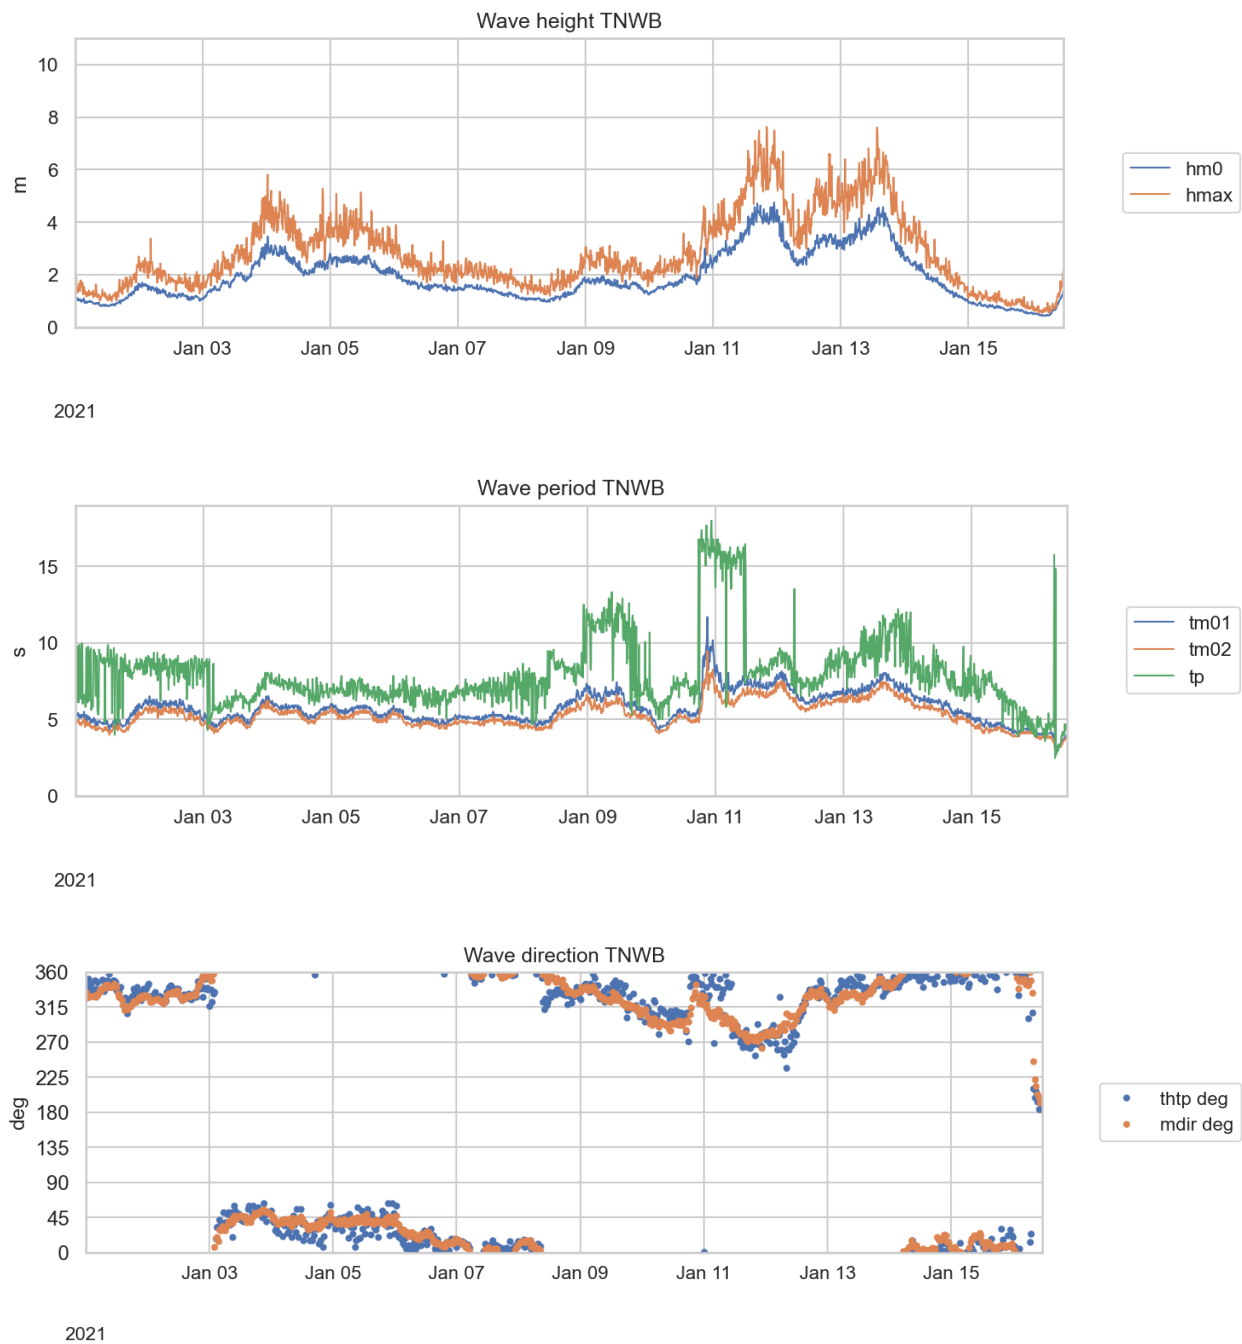 Wave height TNWB
10
8
6
4
2
0
m
Jan 03 Jan 05 Jan 07 Jan 09 Jan 11 Jan 13 Jan 15
2021
hm0
hmax
Wave period TNWB
15
10
5
0
s
Jan 03 Jan 05 Jan 07 Jan 09 Jan 11 Jan 13 Jan 15
2021
tm01
tm02
tp
Wave direction TNWB
360
315
270
225
180
135
90
45
0
deg
Jan 03 Jan 05 Jan 07 Jan 09 Jan 11 Jan 13 Jan 15
2021
thtp deg
mdir deg